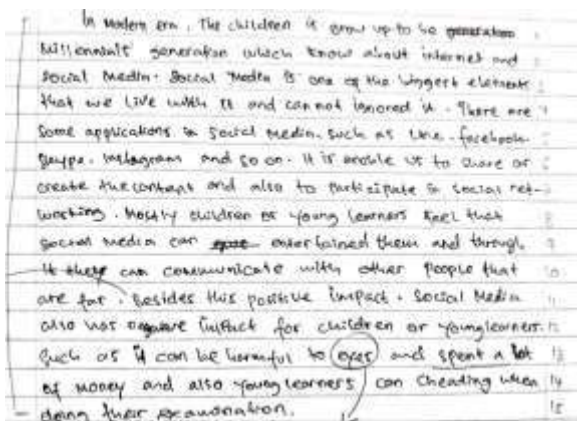 In Modern era, The children is grow up to be generation
Millennials generation which know about internet and
social media. Social Media is one of the biggest elements
that we live with it and cannot ignored it. There are
some applications in social media. such as Line. facebook
skype. instagram and so on. It is enable us to share or
create the content and also to participate in social net-
working. Mostly children or young learners feel that
social media can entertained them and through
it they can communicate with other people that
are far. Besides this positive impact. Social Media
also has negative impact for children or young learners.
such as it can be harmful to eyes and spent a lot
of money and also young learners can cheading when
doing their examination.